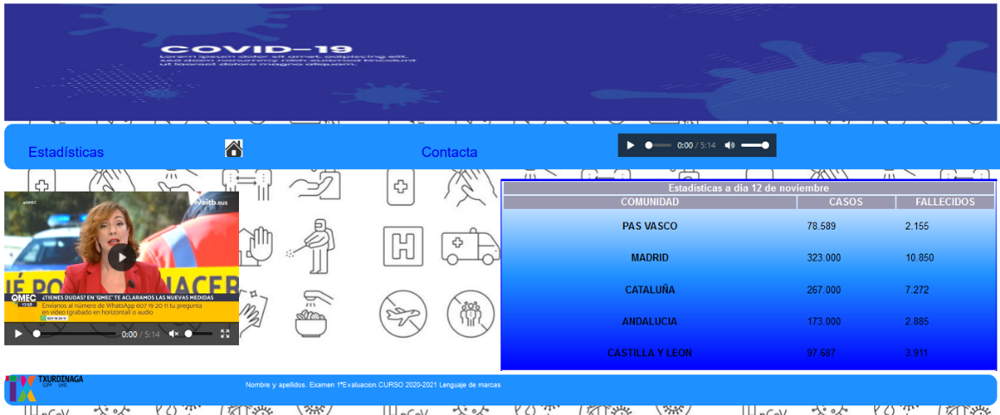 COVID-19
Lorem ipsum dolor sit amet, adipiscing elit,
sed diam nonummy nibh euismod tincidunt
ut laoreet dolore magna aliquam.
Estadísticas
Contacta
0:00 / 5:14
eitb.eus
¿TIENES DUDAS? EN 'QMEC' TE ACLARAMOS LAS NUEVAS MEDIDAS
QMEC
Envíanos al número de WhatsApp 607 19 20 11 tu pregunta
en vídeo (grabado en horizontal) o audio
607 19 20 11
0:00 / 5:14
H
Estadisticas a dia 12 de noviembre
COMUNIDAD CASOS FALLECIDOS
PAS VASCO 78.589 2.155
MADRID 323.000 10.850
CATALUÑA 267.000 7.272
ANDALUCIA 173.000 2.885
CASTILLA Y LEON 97.687 3.911
TXURDINAGA
Nombre y apellidos. Examen 1ªEvaluacion.CURSO 2020-2021 Lenguaje de marcas